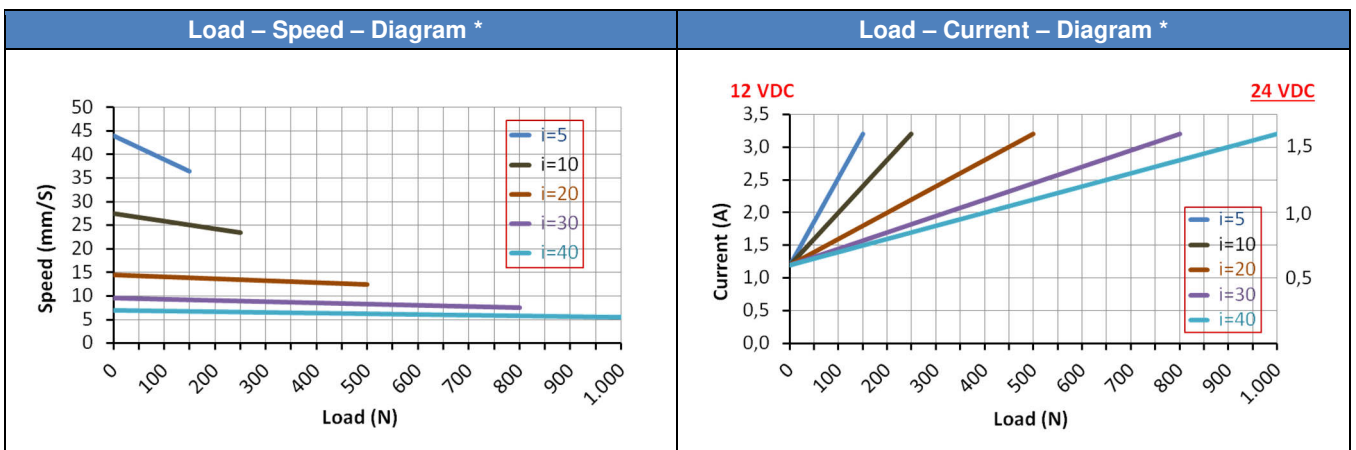 Load – Speed – Diagram *
Load – Current – Diagram *
50
45
40
35
30
25
20
15
10
5
0
Speed (mm/S)
i=5
i=10
i=20
i=30
i=40
0
100
200
300
400
500
600
700
800
900
1.000
Load (N)
12 VDC
24 VDC
3,5
3,0
2,5
2,0
1,5
1,0
0,5
0,0
Current (A)
1,5
1,0
0,5
i=5
i=10
i=20
i=30
i=40
0
100
200
300
400
500
600
700
800
900
1.000
Load (N)